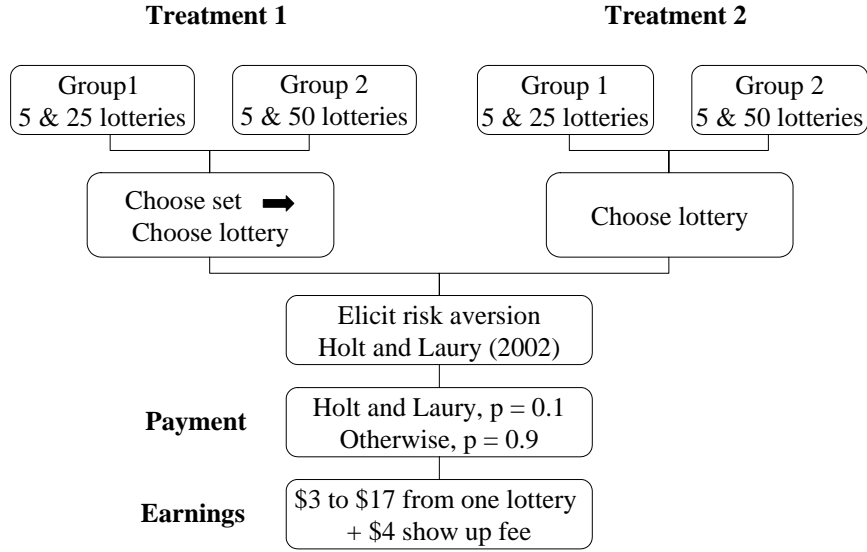 Treatment 1
Treatment 2
Group1
5 & 25 lotteries
Group 2
5 & 50 lotteries
Group 1
5 & 25 lotteries
Group 2
5 & 50 lotteries
Choose set
Choose lottery
Choose lottery
Elicit risk aversion
Holt and Laury (2002)
Payment
Holt and Laury, p = 0.1
Otherwise, p = 0.9
Earnings
$3 to $17 from one lottery
+ $4 show up fee